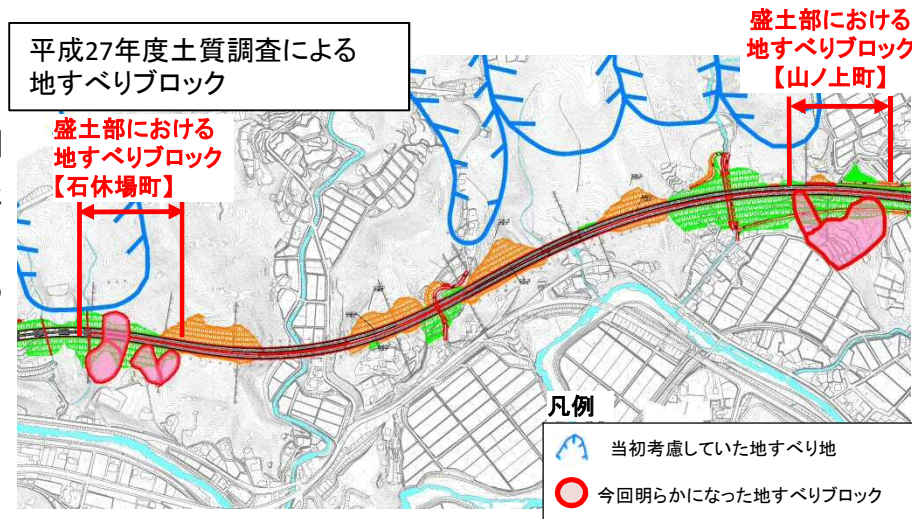 平成27年度土質調査による
地すべりブロック
盛土部における
地すべりブロック
【石休場町】
盛土部における
地すべりブロック
【山ノ上町】
凡例
当初考慮していた地すべり地
今回明らかになった地すべりブロック